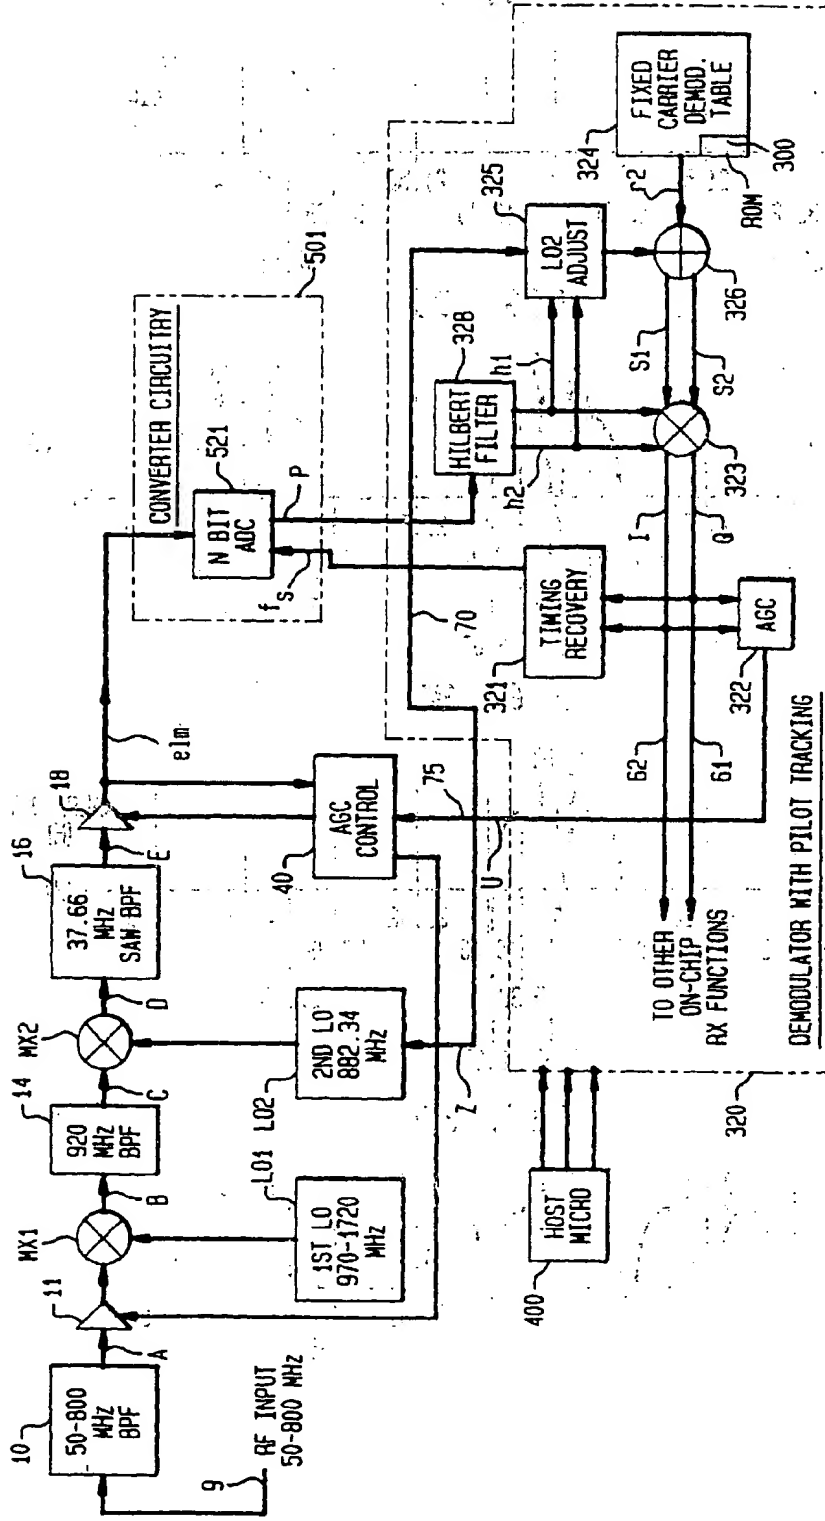 RF INPUT
50-800 MHz
9
10
50-800
MHz
BPF
A
11
MX1
B
14
920
MHz
BPF
C
MX2
D
16
37.66
MHz
SAW BPF
E
18
elm
1ST LO
970-1720
MHz
LO1
2ND LO
882.34
MHz
LO2
Z
40
AGC
CONTROL
U
75
70
CONVERTER CIRCUITRY
501
N BIT
ADC
521
fs
P
HOST
MICRO
400
320
DEMODULATOR WITH PILOT TRACKING
TO OTHER
ON-CHIP
RX FUNCTIONS
62
61
321
TIMING
RECOVERY
322
AGC
I
Q
HILBERT
FILTER
328
h2
h1
323
S1
S2
LO2
ADJUST
325
326
r2
324
FIXED
CARRIER
DEMOD.
TABLE
ROM
300